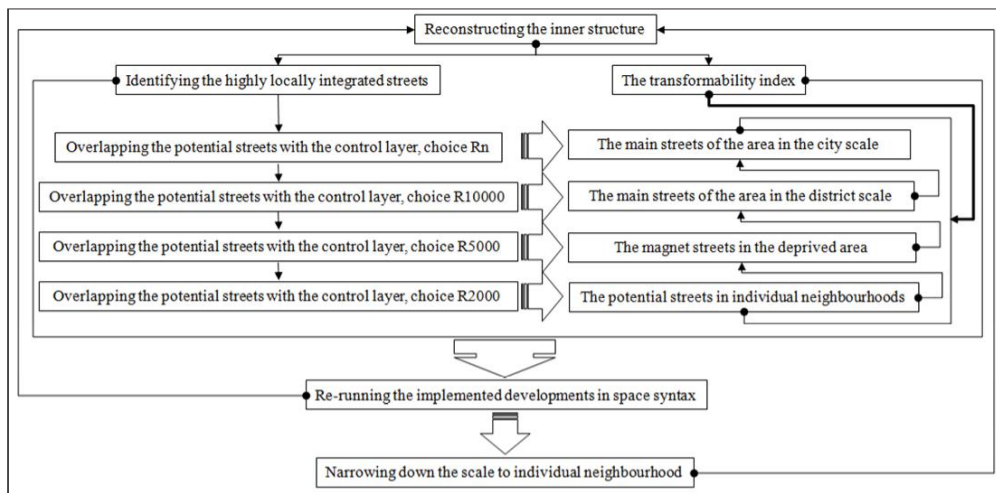 Reconstructing the inner structure
Identifying the highly locally integrated streets
The transformability index
Overlapping the potential streets with the control layer, choice Rn
The main streets of the area in the city scale
Overlapping the potential streets with the control layer, choice R10000
The main streets of the area in the district scale
Overlapping the potential streets with the control layer, choice R5000
The magnet streets in the deprived area
Overlapping the potential streets with the control layer, choice R2000
The potential streets in individual neighbourhoods
Re-running the implemented developments in space syntax
Narrowing down the scale to individual neighbourhood